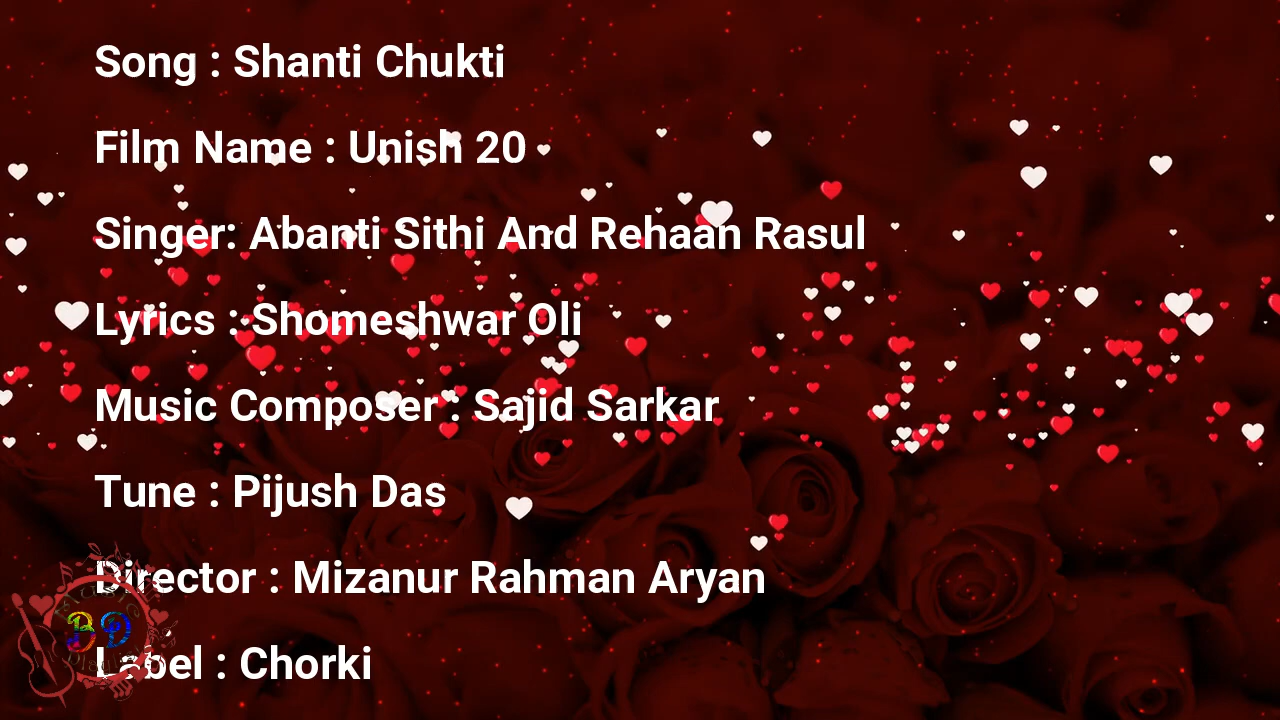 Song : Shanti Chukti
Film Name : Unish 20
Singer: Abanti Sithi And Rehaan Rasul
Lyrics : Shomeshwar Oli
Music Composer : Sajid Sarkar
Tune : Pijush Das
Director : Mizanur Rahman Aryan
Label : Chorki